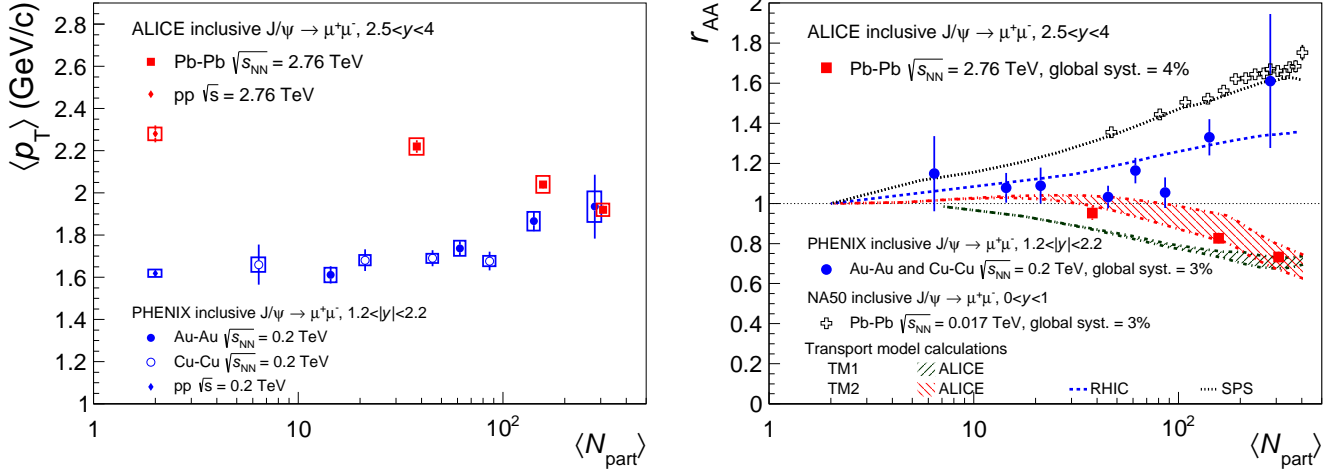 ⟨p_T⟩ (GeV/c)
2.8
2.6
2.4
2.2
2
1.8
1.6
1.4
1.2
1
ALICE inclusive J/ψ → μ⁺μ⁻, 2.5<y<4
Pb-Pb √s_NN = 2.76 TeV
pp √s = 2.76 TeV
PHENIX inclusive J/ψ → μ⁺μ⁻, 1.2<|y|<2.2
Au-Au √s_NN = 0.2 TeV
Cu-Cu √s_NN = 0.2 TeV
pp √s = 0.2 TeV
1 10 10²
⟨N_part⟩
r_AA
2
1.8
1.6
1.4
1.2
1
0.8
0.6
0.4
0.2
0
ALICE inclusive J/ψ → μ⁺μ⁻, 2.5<y<4
Pb-Pb √s_NN = 2.76 TeV, global syst. = 4%
PHENIX inclusive J/ψ → μ⁺μ⁻, 1.2<|y|<2.2
Au-Au and Cu-Cu √s_NN = 0.2 TeV, global syst. = 3%
NA50 inclusive J/ψ → μ⁺μ⁻, 0<y<1
Pb-Pb √s_NN = 0.017 TeV, global syst. = 3%
Transport model calculations
TM1 ALICE
TM2 ALICE RHIC SPS
1 10 10²
⟨N_part⟩